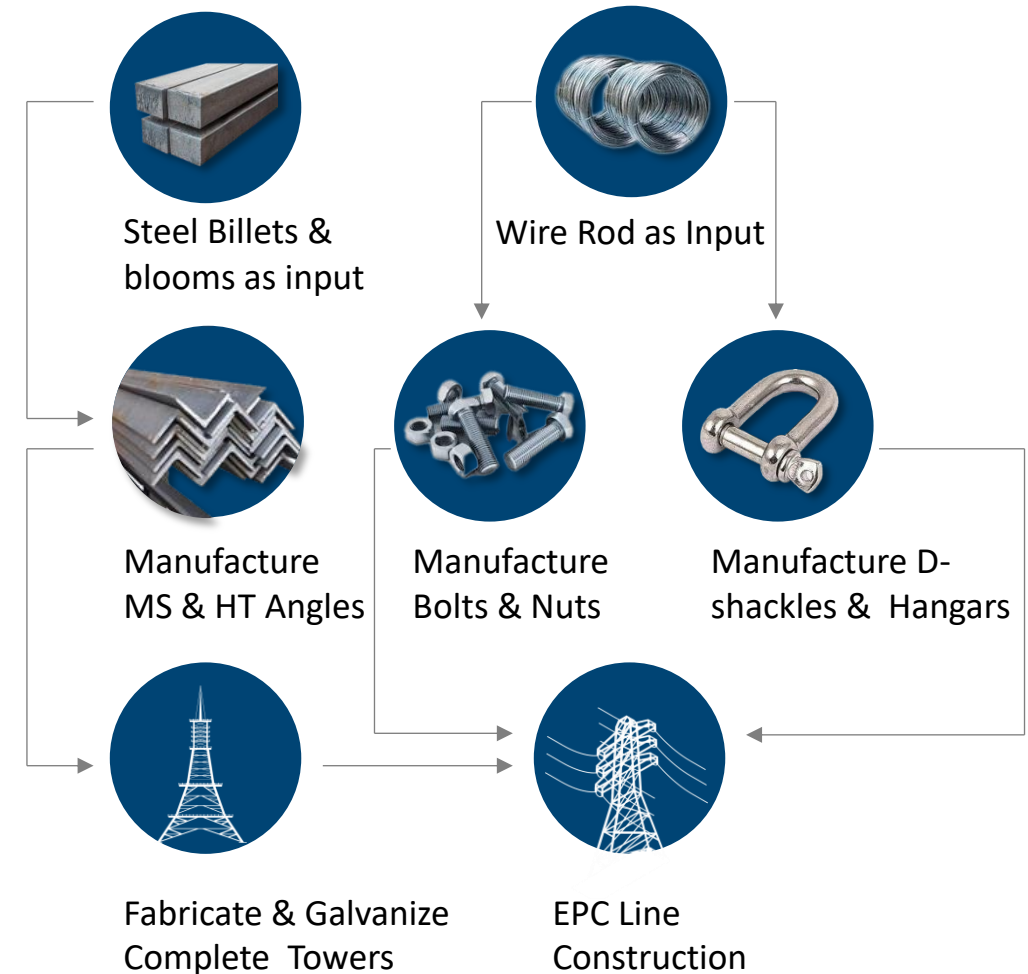 Steel Billets &
blooms as input
Wire Rod as Input
Manufacture
MS & HT Angles
Manufacture
Bolts & Nuts
Manufacture D-
shackles & Hangars
Fabricate & Galvanize
Complete Towers
EPC Line
Construction